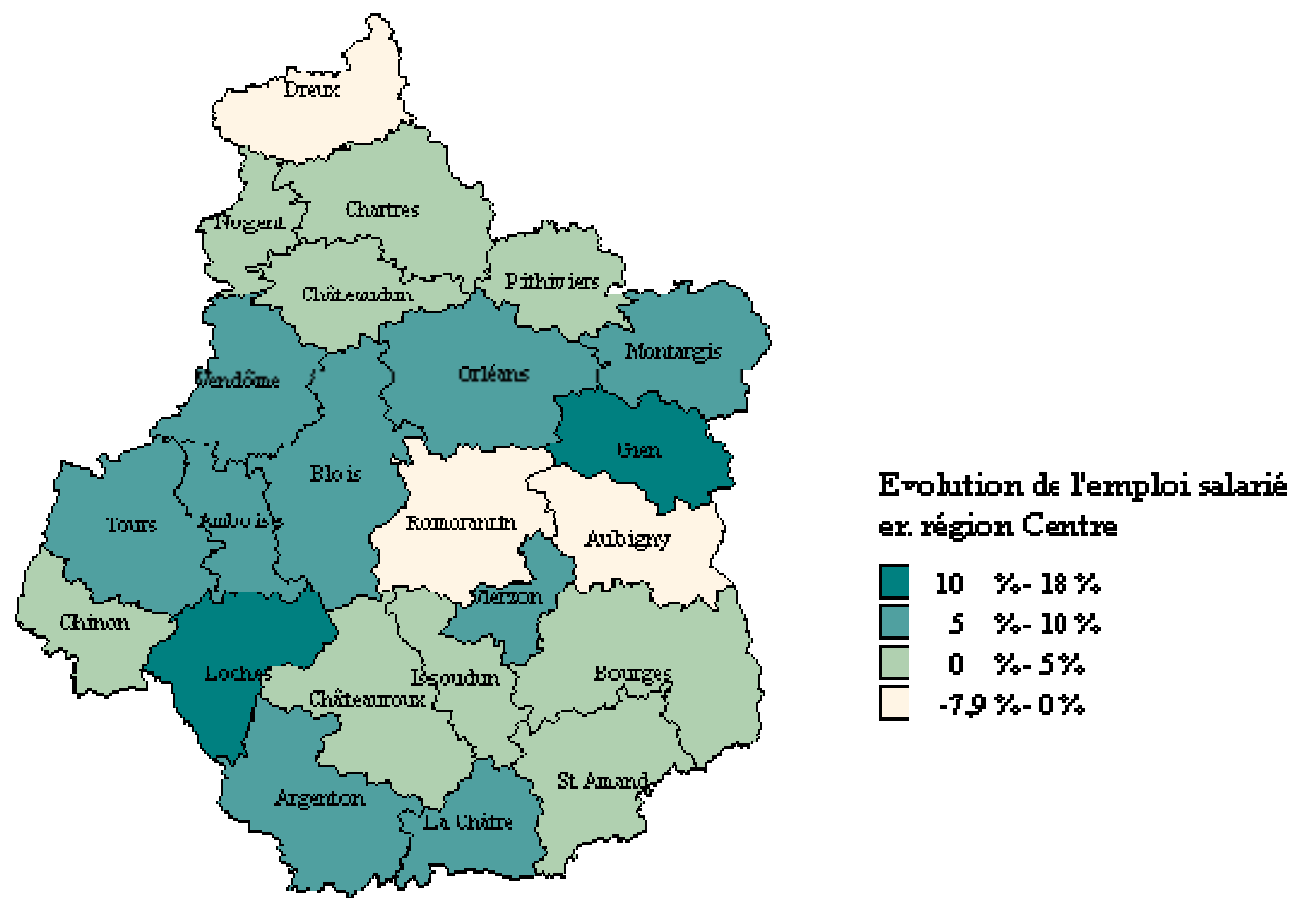 Dreux
Nogent
Chartres
Châteaudun
Pithiviers
Vendôme
Orléans
Montargis
Gien
Blois
Tours
Amboise
Romorantin
Aubigny
Vierzon
Chinon
Loches
Châteauroux
Issoudun
Bourges
Argenton
La Châtre
St Amand
Evolution de l'emploi salarié
en région Centre
10 %- 18 %
5 %- 10 %
0 %- 5%
-7,9 %- 0 %